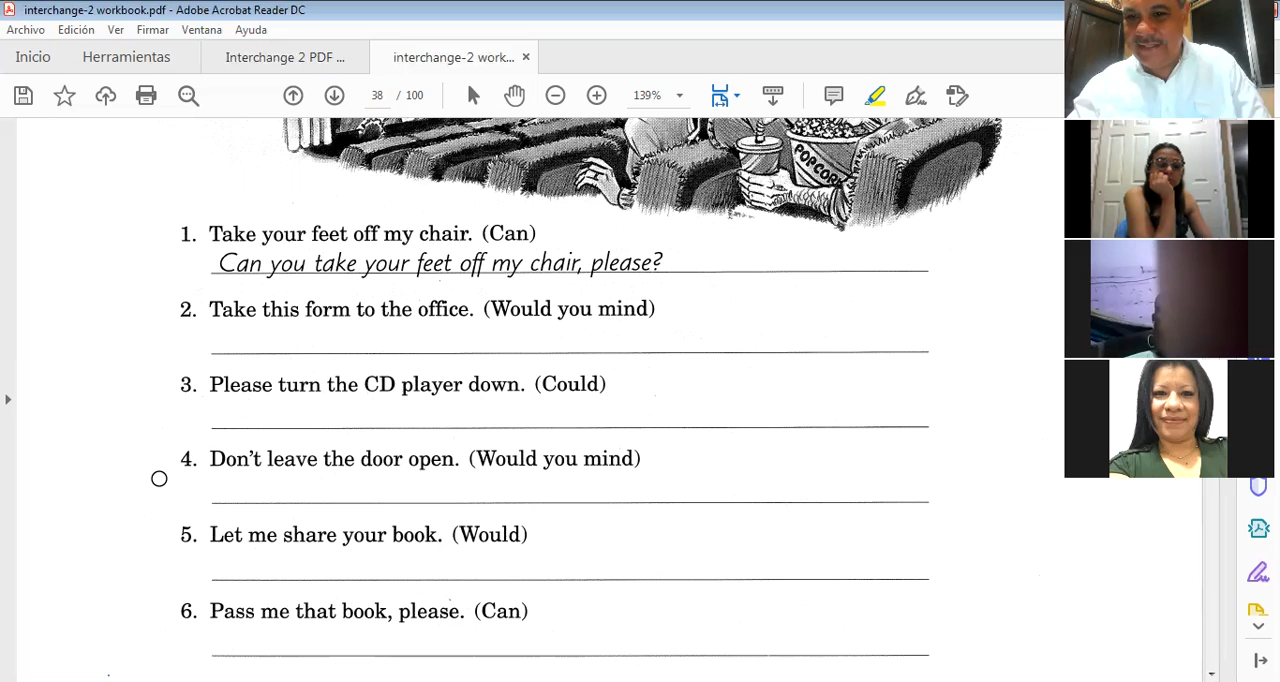 interchange-2 workbook.pdf - Adobe Acrobat Reader DC
Archivo Edición Ver Firmar Ventana Ayuda
Inicio Herramientas Interchange 2 PDF ... interchange-2 work... ×
38 / 100 139%
POPCORN
1. Take your feet off my chair. (Can)
Can you take your feet off my chair, please?
2. Take this form to the office. (Would you mind)
3. Please turn the CD player down. (Could)
4. Don't leave the door open. (Would you mind)
5. Let me share your book. (Would)
6. Pass me that book, please. (Can)